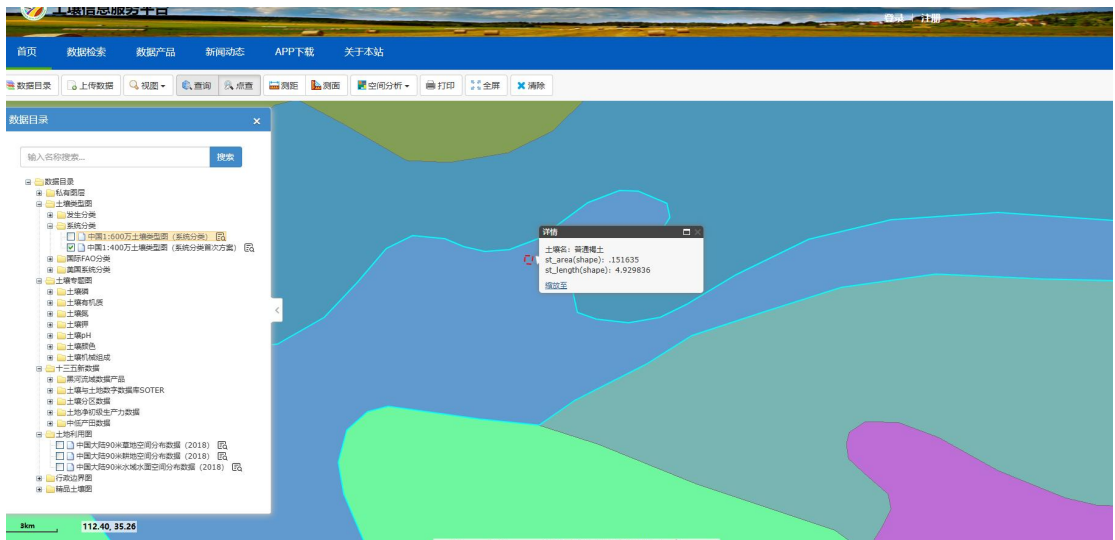 土壤信息服务平台
登录 | 注册
首页 数据检索 数据产品 新闻动态 APP下载 关于本站
数据目录 上传数据 视图 查询 点查 测距 测面 空间分析 打印 全屏 清除
数据目录 ×
输入名称搜索... 搜索
数据目录
私有图层
土壤类型图
发生分类
系统分类
中国1:600万土壤类型图（系统分类）
中国1:400万土壤类型图（系统分类首次方案）
国际FAO分类
美国系统分类
土壤专题图
土壤磷
土壤有机质
土壤氮
土壤钾
土壤pH
土壤颜色
土壤机械组成
十三五新数据
黑河流域数据产品
土壤与土地数字数据库SOTER
土壤分区数据
土地净初级生产力数据
中低产田数据
土地利用图
中国大陆90米草地空间分布数据（2018）
中国大陆90米耕地空间分布数据（2018）
中国大陆90米水域水面空间分布数据（2018）
行政边界图
精品土壤图
详情
土壤名: 普通褐土
st_area(shape): .151635
st_length(shape): 4.929836
缩放至
3km
112.40, 35.26